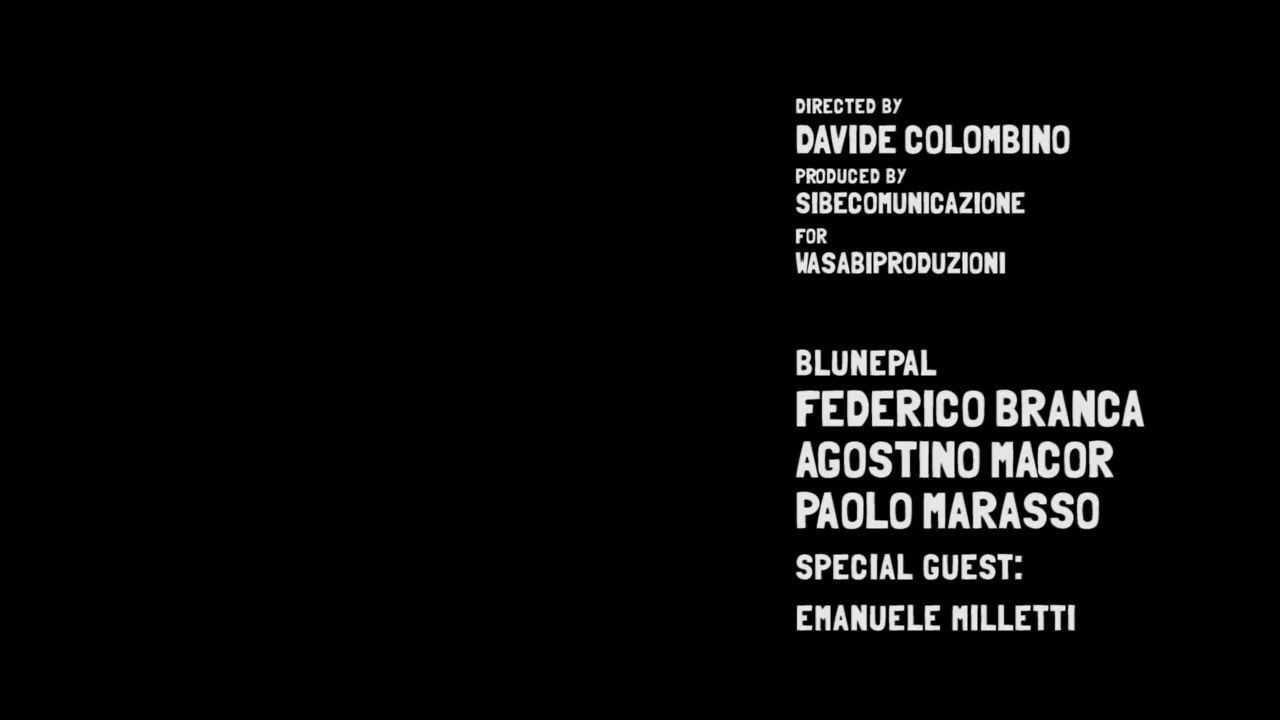 DIRECTED BY
DAVIDE COLOMBINO
PRODUCED BY
SIBECOMUNICAZIONE
FOR
WASABIPRODUZIONI
BLUNEPAL
FEDERICO BRANCA
AGOSTINO MACOR
PAOLO MARASSO
SPECIAL GUEST:
EMANUELE MILLETTI